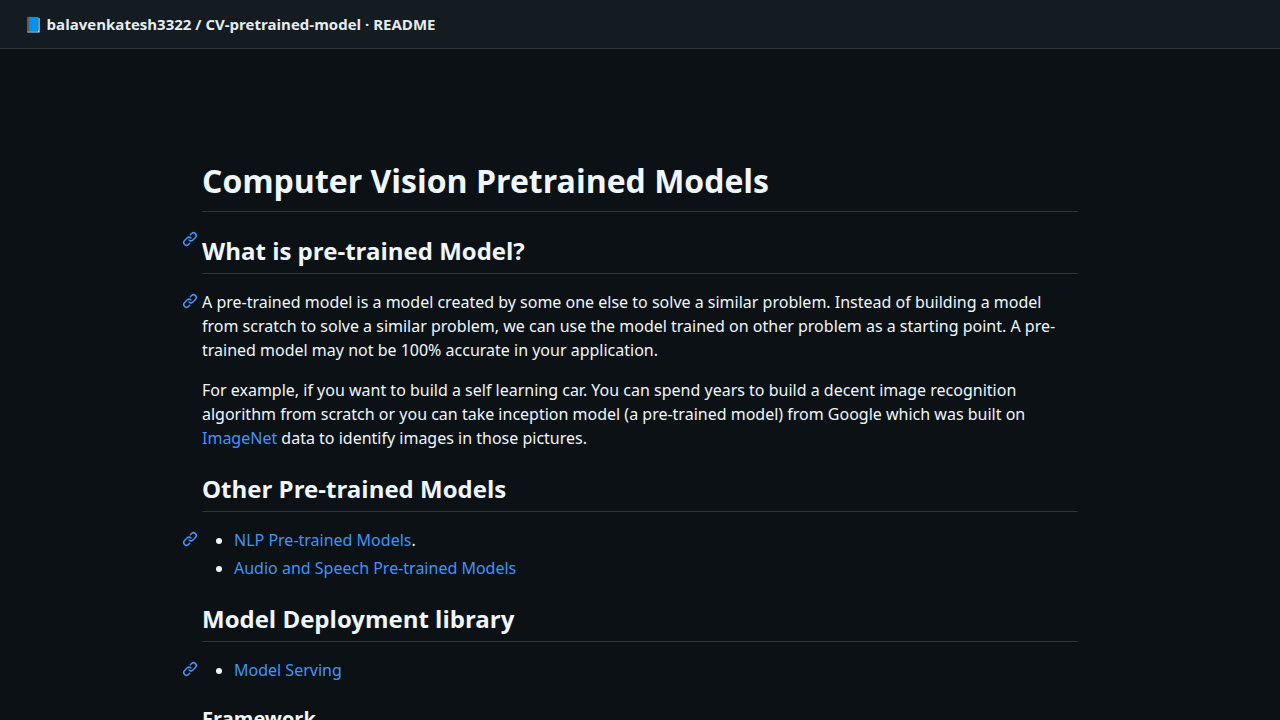 balavenkatesh3322 / CV-pretrained-model · README
Computer Vision Pretrained Models
What is pre-trained Model?
A pre-trained model is a model created by some one else to solve a similar problem. Instead of building a model
from scratch to solve a similar problem, we can use the model trained on other problem as a starting point. A pre-
trained model may not be 100% accurate in your application.
For example, if you want to build a self learning car. You can spend years to build a decent image recognition
algorithm from scratch or you can take inception model (a pre-trained model) from Google which was built on
ImageNet data to identify images in those pictures.
Other Pre-trained Models
NLP Pre-trained Models.
Audio and Speech Pre-trained Models
Model Deployment library
Model Serving
Framework